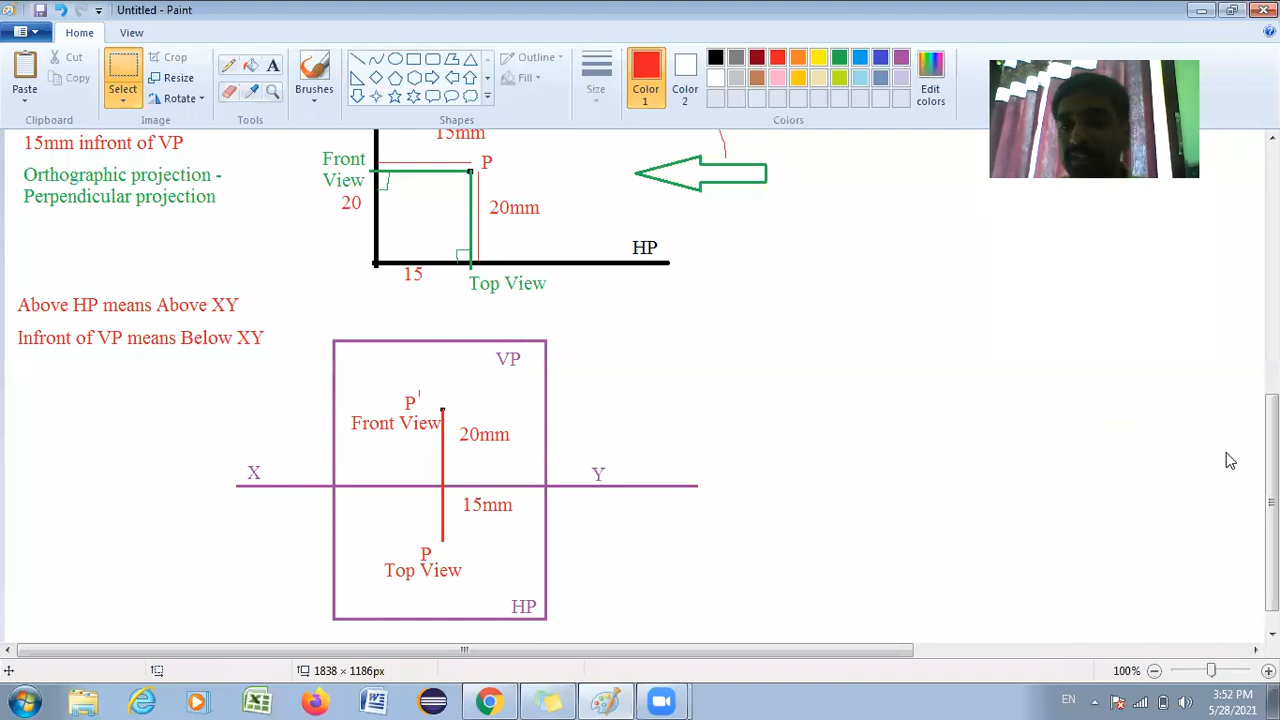 Untitled - Paint
Home
View
Paste
Cut
Copy
Clipboard
Select
Crop
Resize
Rotate
Image
A
Tools
Brushes
Shapes
Outline
Fill
Size
Color
1
Color
2
Edit
colors
Colors
15mm infront of VP
Orthographic projection -
Perpendicular projection
15mm
Front
View
20
P
20mm
HP
15
Top View
Above HP means Above XY
Infront of VP means Below XY
VP
P'
Front View
20mm
X
Y
15mm
P
Top View
HP
1838 × 1186px
100%
EN
3:52 PM
5/28/2021